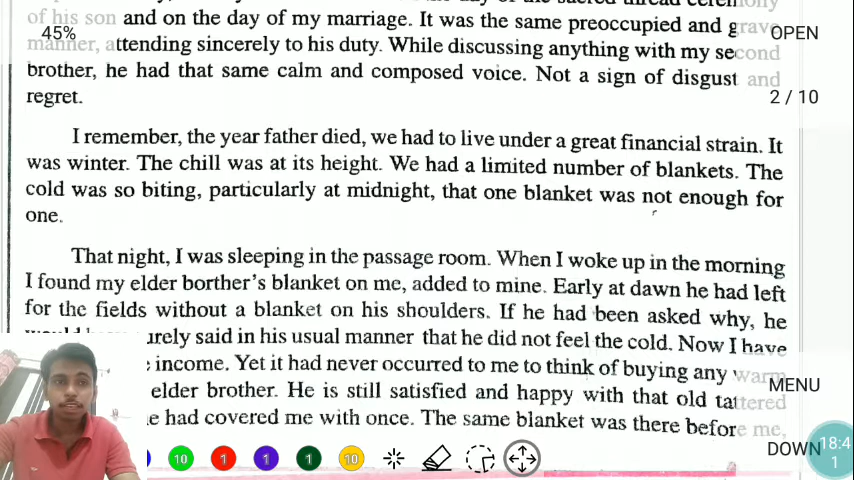 of his son and on the day of my marriage. It was the same preoccupied and grave
manner, attending sincerely to his duty. While discussing anything with my second
brother, he had that same calm and composed voice. Not a sign of disgust and
regret.
I remember, the year father died, we had to live under a great financial strain. It
was winter. The chill was at its height. We had a limited number of blankets. The
cold was so biting, particularly at midnight, that one blanket was not enough for
one.
That night, I was sleeping in the passage room. When I woke up in the morning
I found my elder borther's blanket on me, added to mine. Early at dawn he had left
for the fields without a blanket on his shoulders. If he had been asked why, he
said in his usual manner that he did not feel the cold. Now I have
income. Yet it had never occurred to me to think of buying any warm
elder brother. He is still satisfied and happy with that old tattered
had covered me with once. The same blanket was there before me,
45%
OPEN
2 / 10
MENU
DOWN
18:4
1
10
1
1
1
10